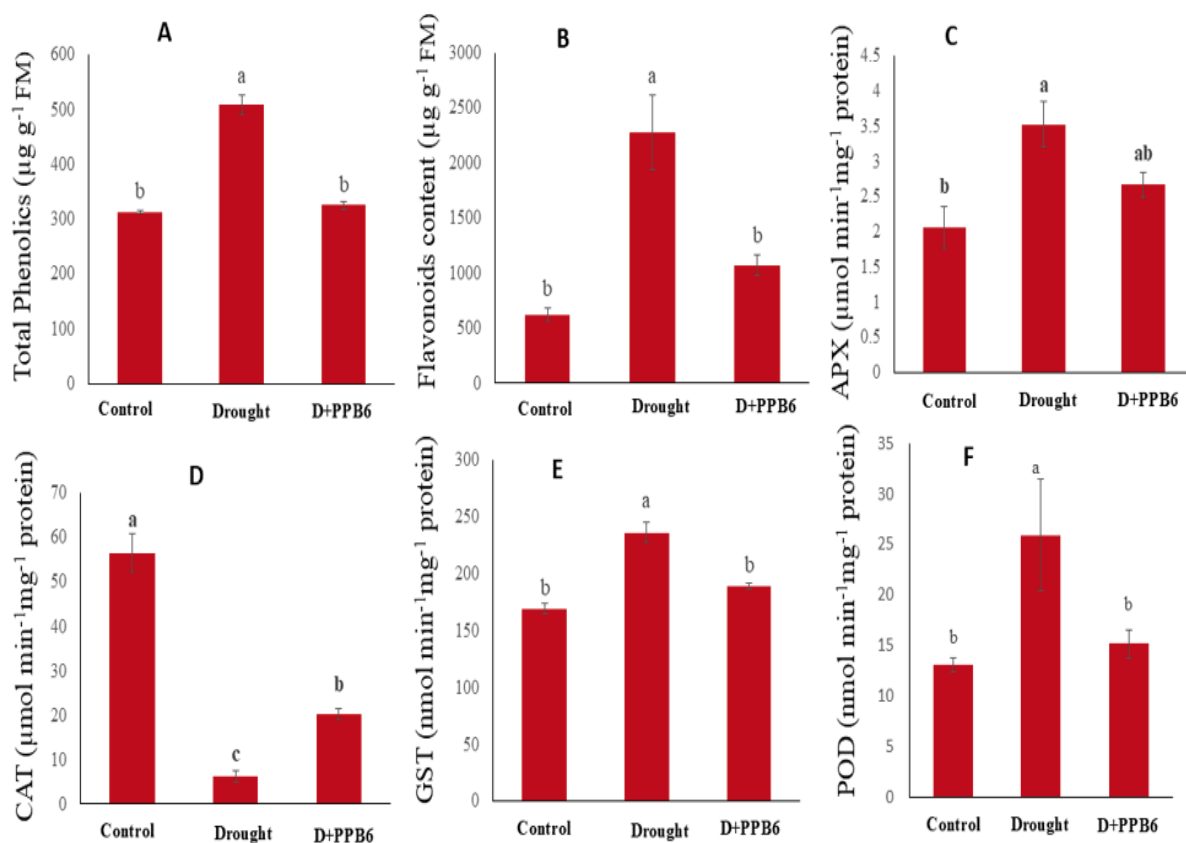 A
Total Phenolics (µg g⁻¹ FM)
600
500
400
300
200
100
0
b
a
b
Control Drought D+PPB6
B
Flavonoids content (µg g⁻¹ FM)
3000
2500
2000
1500
1000
500
0
b
a
b
Control Drought D+PPB6
C
APX (µmol min⁻¹mg⁻¹ protein)
4.5
4
3.5
3
2.5
2
1.5
1
0.5
0
b
a
ab
Control Drought D+PPB6
D
CAT (µmol min⁻¹mg⁻¹ protein)
70
60
50
40
30
20
10
0
a
c
b
Control Drought D+PPB6
E
GST (nmol min⁻¹mg⁻¹ protein)
300
250
200
150
100
50
0
b
a
b
Control Drought D+PPB6
F
POD (nmol min⁻¹mg⁻¹ protein)
35
30
25
20
15
10
5
0
b
a
b
Control Drought D+PPB6